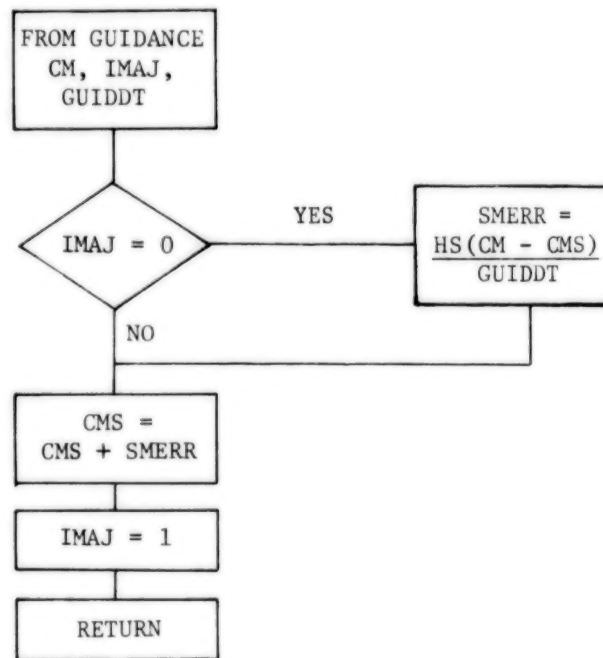 FROM GUIDANCE
CM, IMAJ,
GUIDDT
IMAJ = 0
YES
SMERR =
HS(CM - CMS)
GUIDDT
NO
CMS =
CMS + SMERR
IMAJ = 1
RETURN